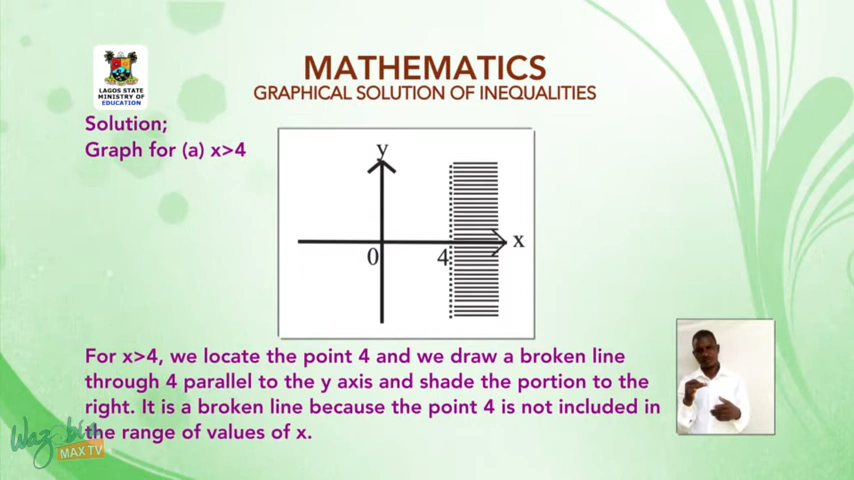 LAGOS STATE
MINISTRY OF
EDUCATION
MATHEMATICS
GRAPHICAL SOLUTION OF INEQUALITIES
Solution;
Graph for (a) x>4
y
x
0
4
For x>4, we locate the point 4 and we draw a broken line
through 4 parallel to the y axis and shade the portion to the
right. It is a broken line because the point 4 is not included in
the range of values of x.
Wazobia
MAX TV